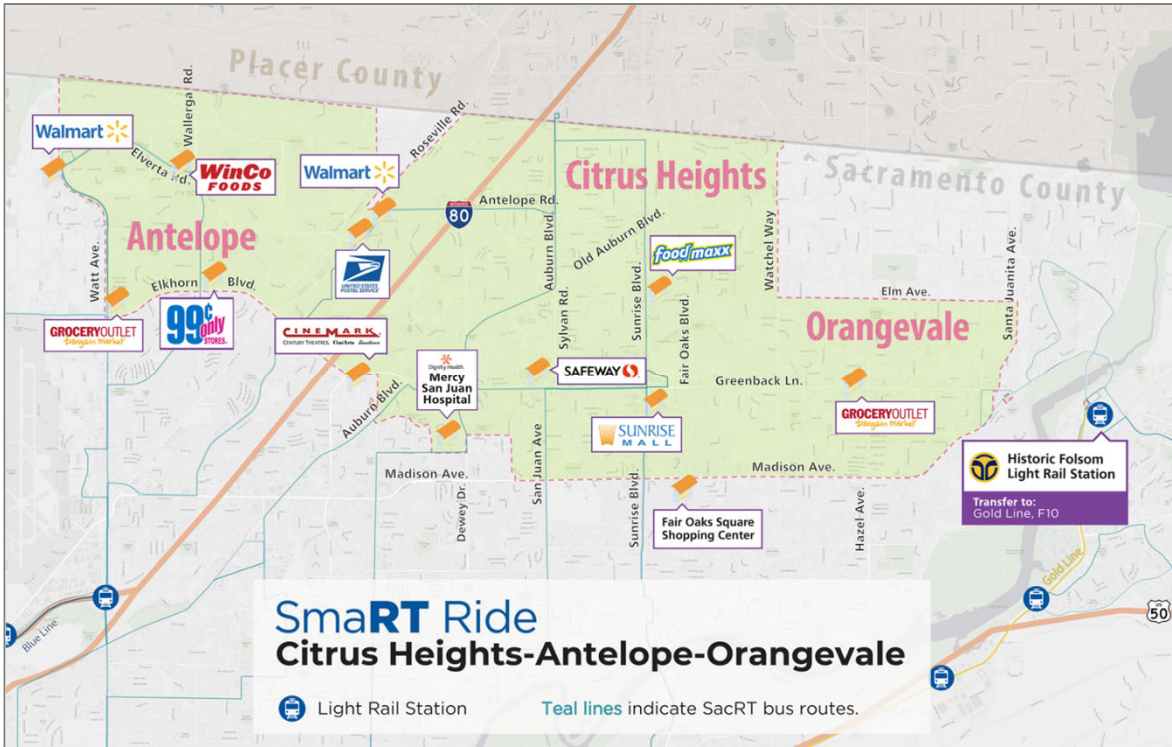 Placer County
Sacramento County
Walmart
Elverta Rd.
Wallerga Rd.
WinCo
FOODS
Walmart
Roseville Rd.
Antelope
INTERSTATE
80
Antelope Rd.
Citrus Heights
Auburn Blvd.
Old Auburn Blvd.
Watchel Way
food maxx
Watt Ave.
Elkhorn Blvd.
UNITED STATES
POSTAL SERVICE
Sylvan Rd.
Sunrise Blvd.
Fair Oaks Blvd.
Elm Ave.
Santa Juanita Ave.
Orangevale
GROCERY OUTLET
bargain market
99¢
only
STORES.
CINEMARK
CENTURY THEATRES.
Dignity Health
Mercy
San Juan
Hospital
SAFEWAY
Greenback Ln.
Auburn Blvd.
GROCERY OUTLET
bargain market
SUNRISE
MALL
San Juan Ave
Madison Ave.
Madison Ave.
Dewey Dr.
Sunrise Blvd.
Hazel Ave.
Fair Oaks Square
Shopping Center
Historic Folsom
Light Rail Station
Transfer to:
Gold Line, F10
Gold Line
US
50
Blue Line
SmaRT Ride
Citrus Heights-Antelope-Orangevale
Light Rail Station
Teal lines indicate SacRT bus routes.